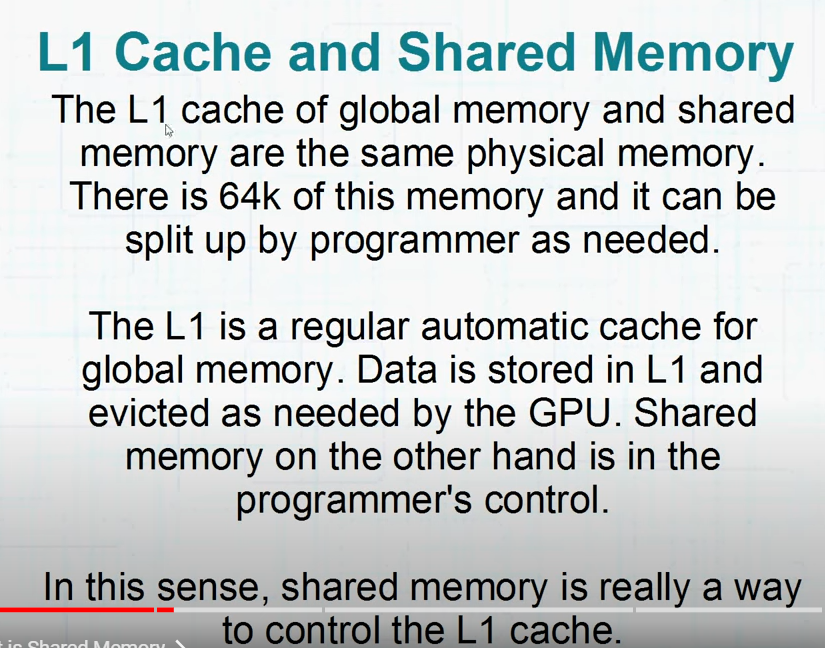 L1 Cache and Shared Memory
The L1 cache of global memory and shared
memory are the same physical memory.
There is 64k of this memory and it can be
split up by programmer as needed.
The L1 is a regular automatic cache for
global memory. Data is stored in L1 and
evicted as needed by the GPU. Shared
memory on the other hand is in the
programmer's control.
In this sense, shared memory is really a way
to control the L1 cache.
is Shared Memory